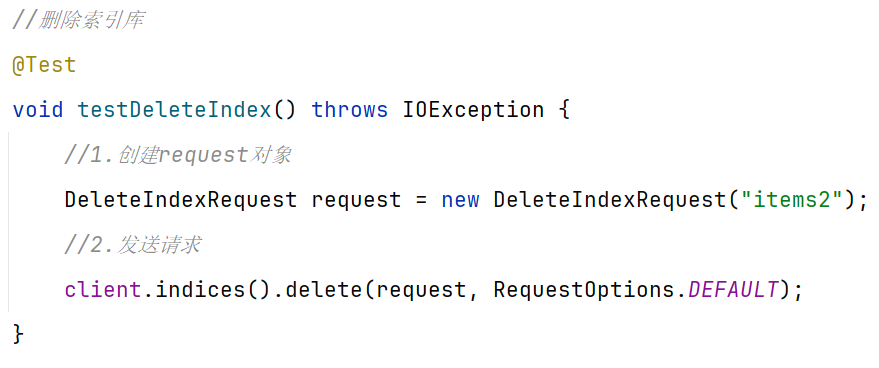 //删除索引库
@Test
void testDeleteIndex() throws IOException {
    //1.创建request对象
    DeleteIndexRequest request = new DeleteIndexRequest("items2");
    //2.发送请求
    client.indices().delete(request, RequestOptions.DEFAULT);
}